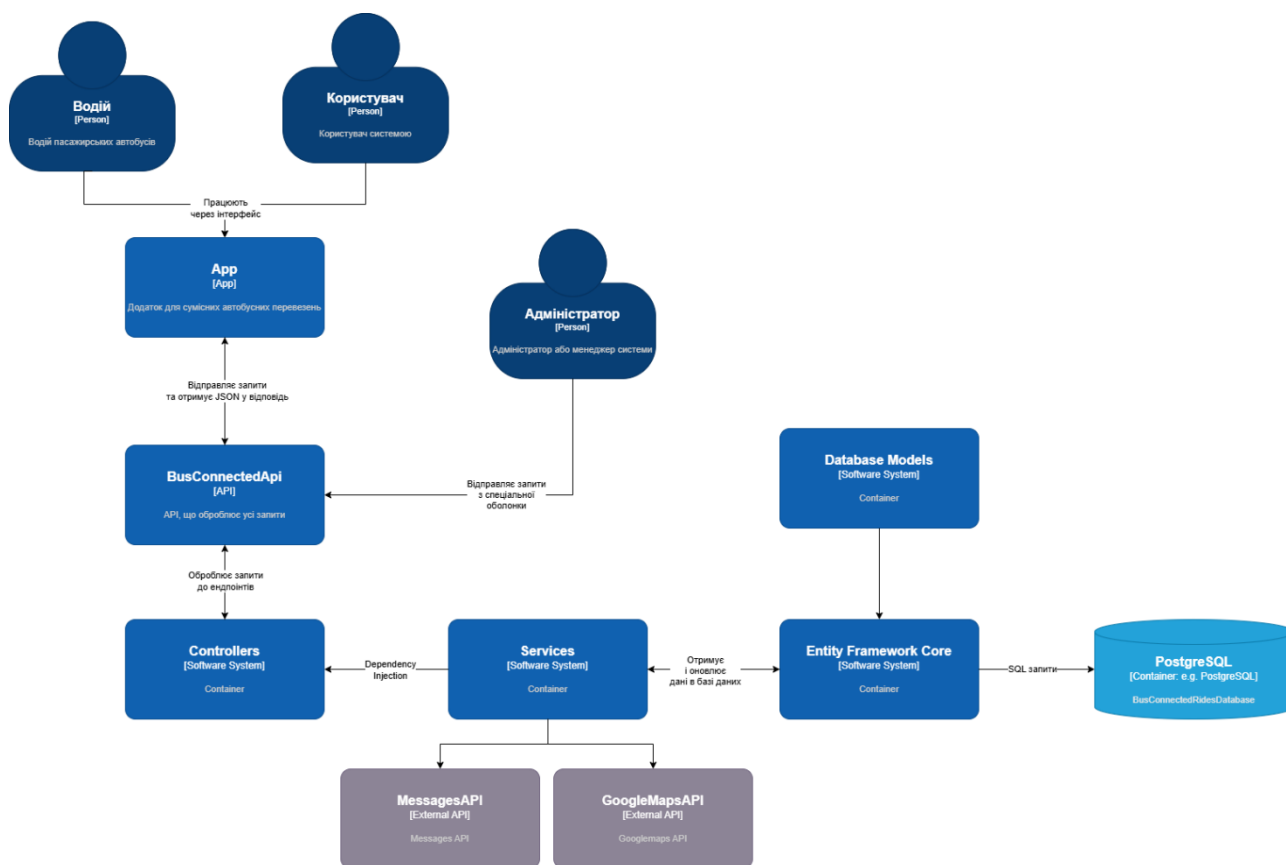 Водій
[Person]
Водій пасажирських автобусів
Користувач
[Person]
Користувач системою
Працюють
через інтерфейс
App
[App]
Додаток для сумісних автобусних перевезень
Адміністратор
[Person]
Адміністратор або менеджер системи
Відправляє запити
та отримує JSON у відповідь
BusConnectedApi
[API]
API, що оброблює усі запити
Відправляє запити
з спеціальної
оболонки
Database Models
[Software System]
Container
Оброблює запити
до ендпоінтів
Controllers
[Software System]
Container
Dependency
Injection
Services
[Software System]
Container
Отримує
і оновлює
дані в базі даних
Entity Framework Core
[Software System]
Container
SQL запити
PostgreSQL
[Container: e.g. PostgreSQL]
BusConnectedRidesDatabase
MessagesAPI
[External API]
Messages API
GoogleMapsAPI
[External API]
Googlemaps API